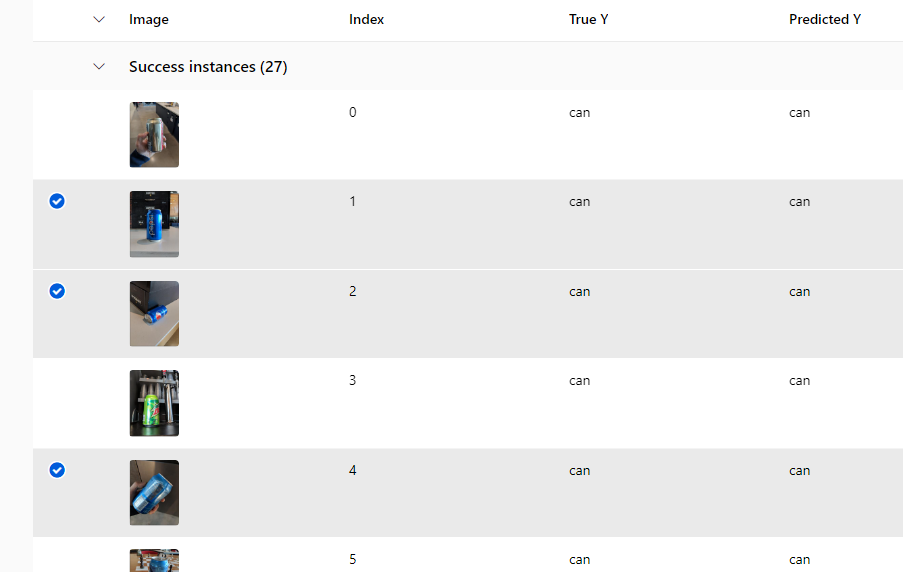 Image Index True Y Predicted Y
Success instances (27)
0 can can
1 can can
2 can can
3 can can
4 can can
5 can can